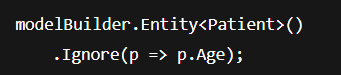 modelBuilder.Entity<Patient>()
    .Ignore(p => p.Age);